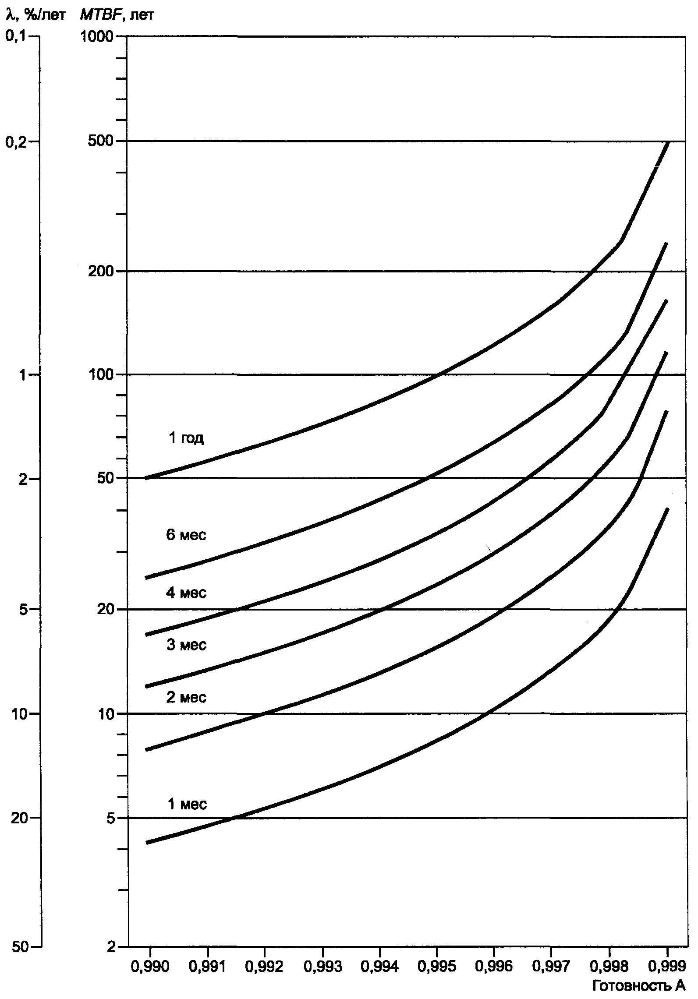 λ, %/лет MTBF, лет
0,1 1000
0,2 500
200
1 100
1 год
2 50
6 мес
4 мес
5 20
3 мес
2 мес
10 10
1 мес
20 5
50 2
0,990 0,991 0,992 0,993 0,994 0,995 0,996 0,997 0,998 0,999
Готовность А